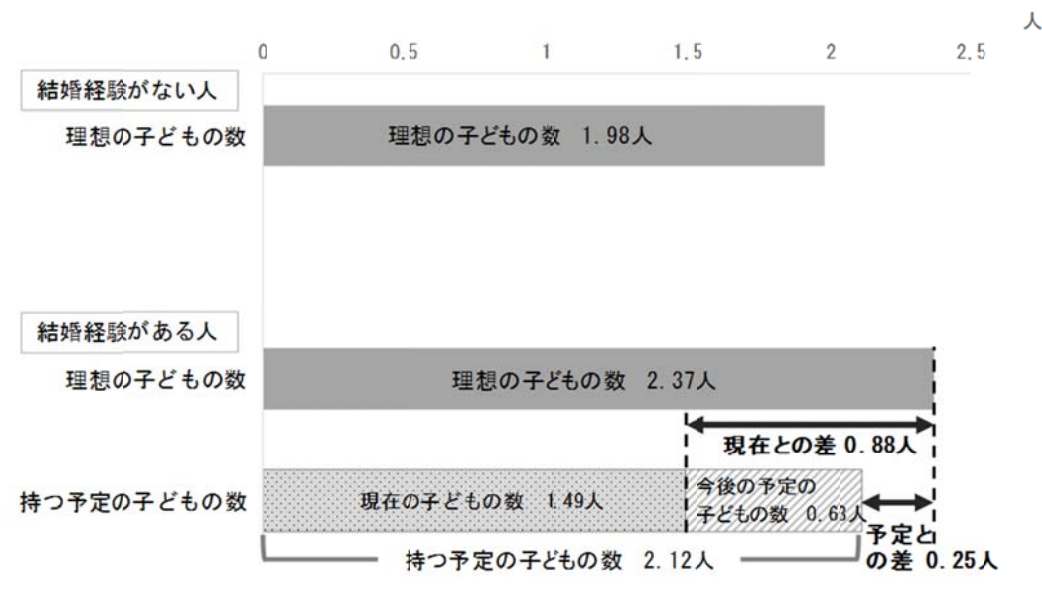 人
0 0.5 1 1.5 2 2.5
結婚経験がない人
理想の子どもの数
理想の子どもの数 1.98人
結婚経験がある人
理想の子どもの数
理想の子どもの数 2.37人
現在との差 0.88人
持つ予定の子どもの数
現在の子どもの数 1.49人
今後の予定の
子どもの数 0.63人
予定と
の差 0.25人
持つ予定の子どもの数 2.12人